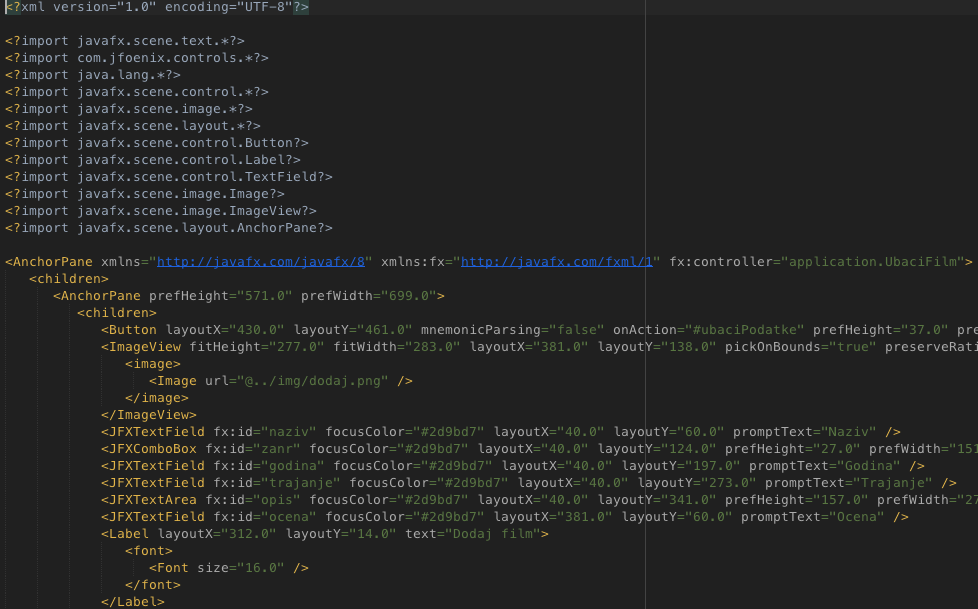 <?xml version="1.0" encoding="UTF-8"?>
<?import javafx.scene.text.*?>
<?import com.jfoenix.controls.*?>
<?import java.lang.*?>
<?import javafx.scene.control.*?>
<?import javafx.scene.image.*?>
<?import javafx.scene.layout.*?>
<?import javafx.scene.control.Button?>
<?import javafx.scene.control.Label?>
<?import javafx.scene.control.TextField?>
<?import javafx.scene.image.Image?>
<?import javafx.scene.image.ImageView?>
<?import javafx.scene.layout.AnchorPane?>
<AnchorPane xmlns="http://javafx.com/javafx/8" xmlns:fx="http://javafx.com/fxml/1" fx:controller="application.UbaciFilm">
<children>
<AnchorPane prefHeight="571.0" prefWidth="699.0">
<children>
<Button layoutX="430.0" layoutY="461.0" mnemonicParsing="false" onAction="#ubaciPodatke" prefHeight="37.0" pre
<ImageView fitHeight="277.0" fitWidth="283.0" layoutX="381.0" layoutY="138.0" pickOnBounds="true" preserveRati
<image>
<Image url="@../img/dodaj.png" />
</image>
</ImageView>
<JFXTextField fx:id="naziv" focusColor="#2d9bd7" layoutX="40.0" layoutY="60.0" promptText="Naziv" />
<JFXComboBox fx:id="zanr" focusColor="#2d9bd7" layoutX="40.0" layoutY="124.0" prefHeight="27.0" prefWidth="151
<JFXTextField fx:id="godina" focusColor="#2d9bd7" layoutX="40.0" layoutY="197.0" promptText="Godina" />
<JFXTextField fx:id="trajanje" focusColor="#2d9bd7" layoutX="40.0" layoutY="273.0" promptText="Trajanje" />
<JFXTextArea fx:id="opis" focusColor="#2d9bd7" layoutX="40.0" layoutY="341.0" prefHeight="157.0" prefWidth="27
<JFXTextField fx:id="ocena" focusColor="#2d9bd7" layoutX="381.0" layoutY="60.0" promptText="Ocena" />
<Label layoutX="312.0" layoutY="14.0" text="Dodaj film">
<font>
<Font size="16.0" />
</font>
</Label>